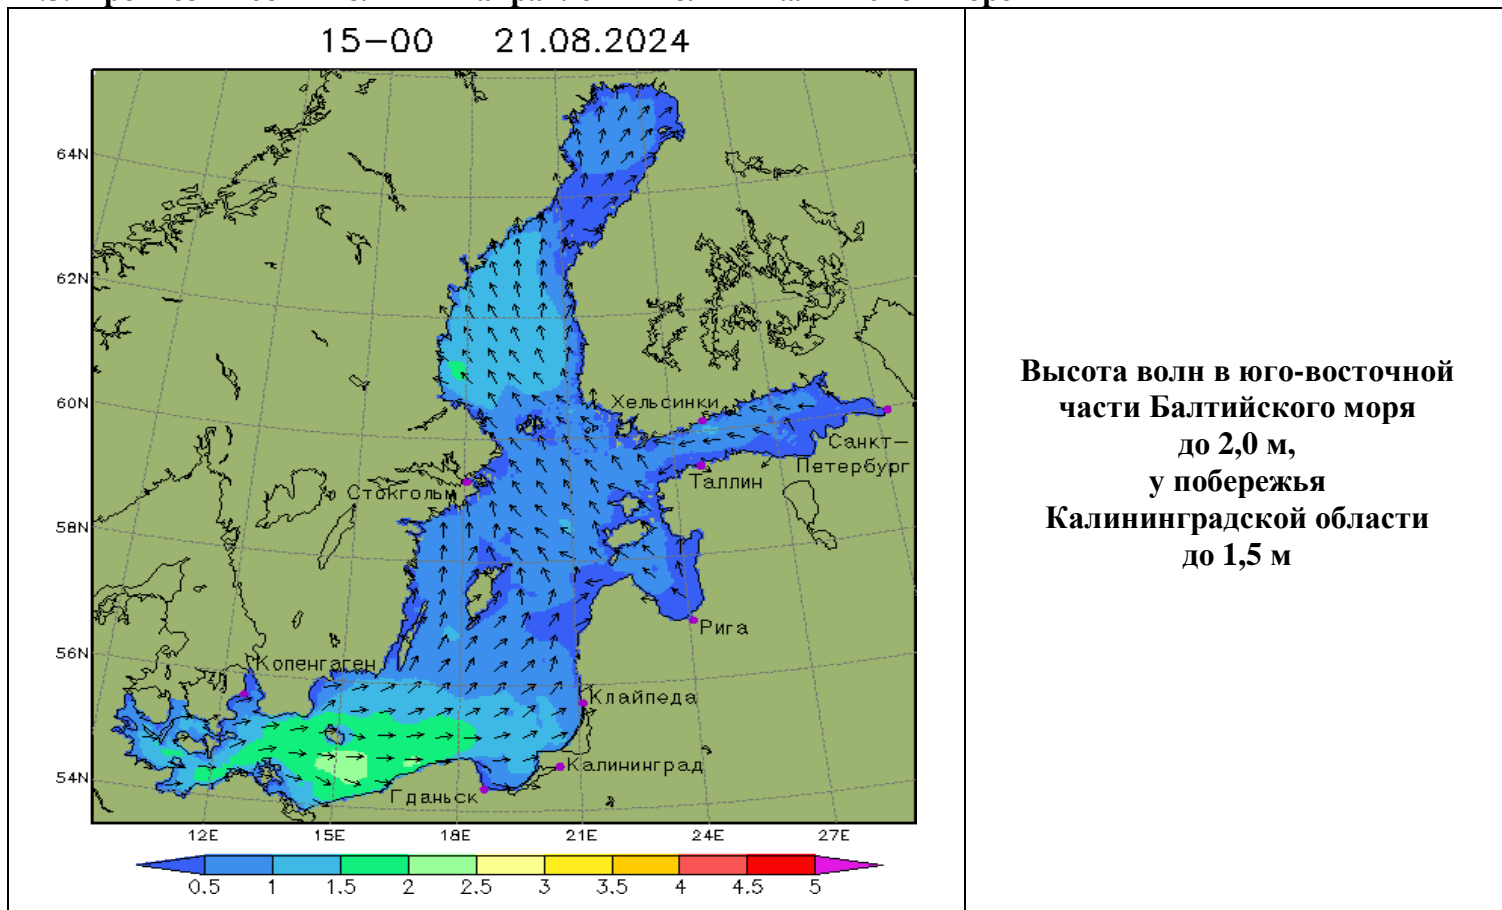 15-00 21.08.2024
64N
62N
60N
58N
56N
54N
Хельсинки
Санкт-
Петербург
Таллин
Стокгольм
Рига
Копенгаген
Клайпеда
Калининград
Гданьск
12E 15E 18E 21E 24E 27E
0.5 1 1.5 2 2.5 3 3.5 4 4.5 5
Высота волн в юго-восточной
части Балтийского моря
до 2,0 м,
у побережья
Калининградской области
до 1,5 м